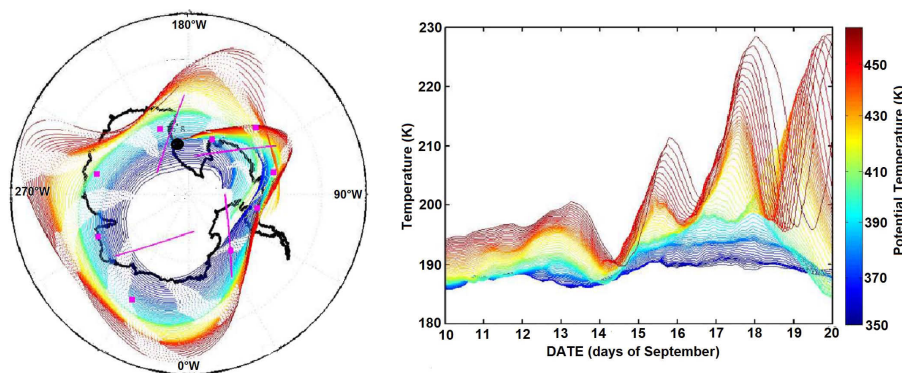 180°W
270°W
90°W
0°W
Temperature (K)
230
220
210
200
190
180
10 11 12 13 14 15 16 17 18 19 20
DATE (days of September)
450
430
410
390
370
350
Potential Temperature (K)